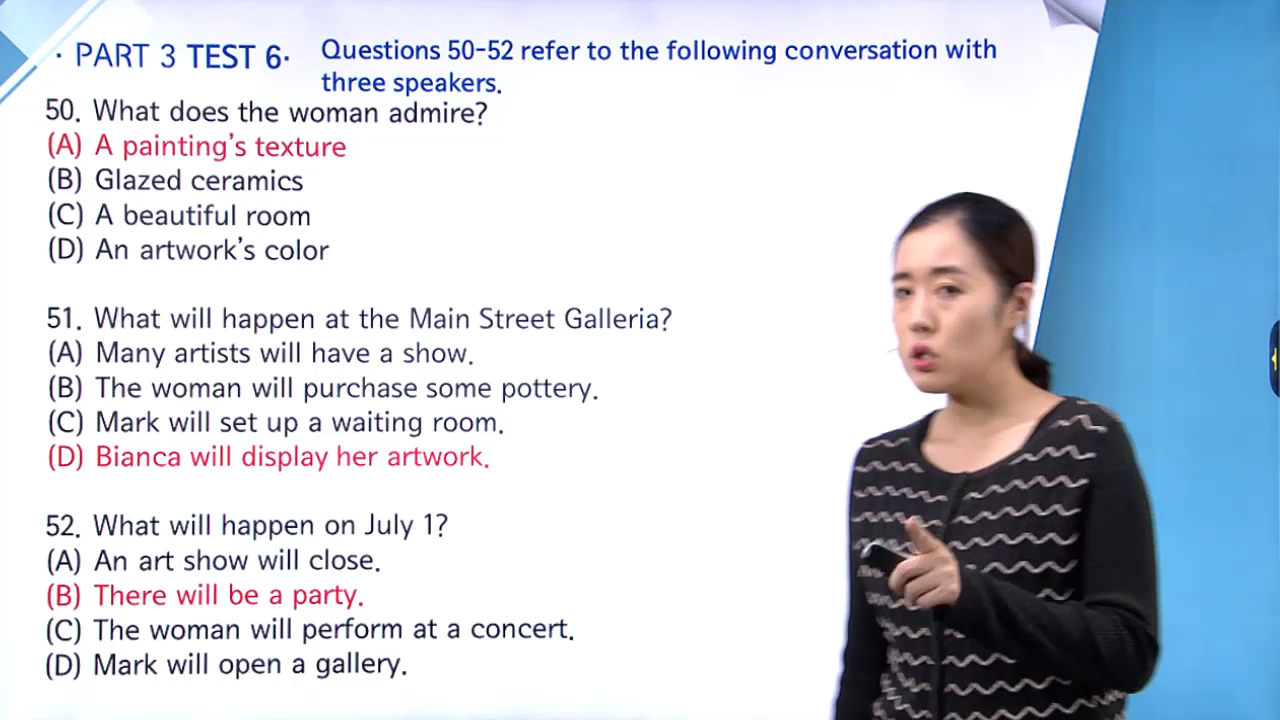 · PART 3 TEST 6·
Questions 50-52 refer to the following conversation with
three speakers.
50. What does the woman admire?
(A) A painting's texture
(B) Glazed ceramics
(C) A beautiful room
(D) An artwork's color
51. What will happen at the Main Street Galleria?
(A) Many artists will have a show.
(B) The woman will purchase some pottery.
(C) Mark will set up a waiting room.
(D) Bianca will display her artwork.
52. What will happen on July 1?
(A) An art show will close.
(B) There will be a party.
(C) The woman will perform at a concert.
(D) Mark will open a gallery.